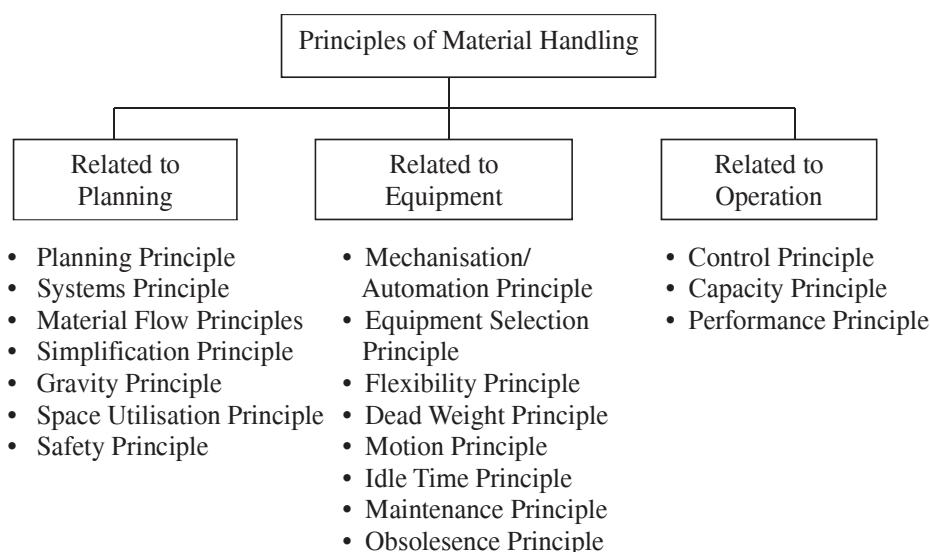 Principles of Material Handling
Related to
Planning
• Planning Principle
• Systems Principle
• Material Flow Principles
• Simplification Principle
• Gravity Principle
• Space Utilisation Principle
• Safety Principle
Related to
Equipment
• Mechanisation/
Automation Principle
• Equipment Selection
Principle
• Flexibility Principle
• Dead Weight Principle
• Motion Principle
• Idle Time Principle
• Maintenance Principle
• Obsolesence Principle
Related to
Operation
• Control Principle
• Capacity Principle
• Performance Principle